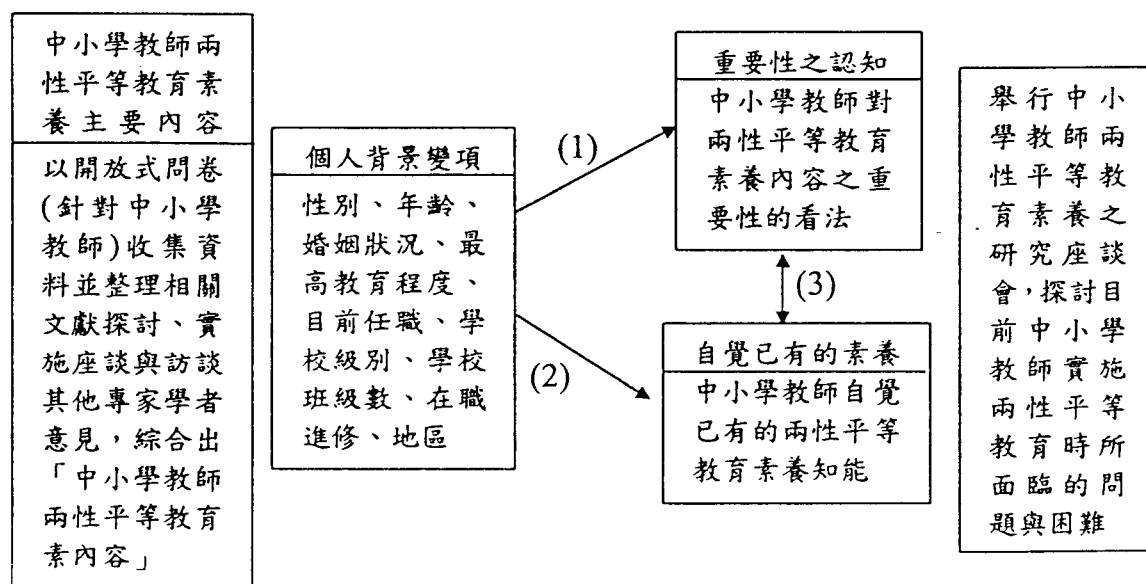 中小學教師兩
性平等教育素
養主要內容
以開放式問卷
(針對中小學
教師)收集資
料並整理相關
文獻探討、實
施座談與訪談
其他專家學者
意見，綜合出
「中小學教師
兩性平等教育
素內容」
個人背景變項
性別、年齡、
婚姻狀況、最
高教育程度、
目前任職、學
校級別、學校
班級數、在職
進修、地區
(1)
(2)
重要性之認知
中小學教師對
兩性平等教育
素養內容之重
要性的看法
(3)
自覺已有的素養
中小學教師自覺
已有的兩性平等
教育素養知能
舉行中小
學教師兩
性平等教
育素養之
研究座談
會，探討目
前中小學
教師實施
兩性平等
教育時所
面臨的問
題與困難